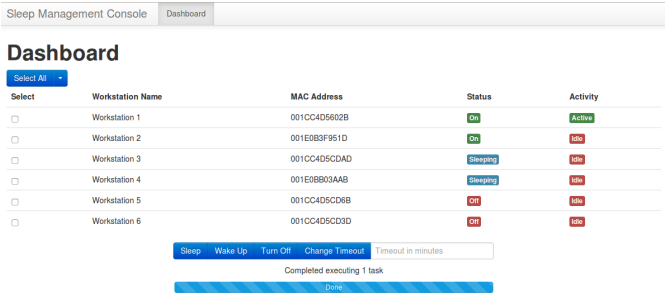 Sleep Management Console Dashboard
Dashboard
Select All
Select Workstation Name MAC Address Status Activity
Workstation 1 001CC4D5602B On Active
Workstation 2 001E0B3F951D On Idle
Workstation 3 001CC4D5CDAD Sleeping Idle
Workstation 4 001E0BB03AAB Sleeping Idle
Workstation 5 001CC4D5CD6B Off Idle
Workstation 6 001CC4D5CD3D Off Idle
Sleep Wake Up Turn Off Change Timeout Timeout in minutes
Completed executing 1 task
Done